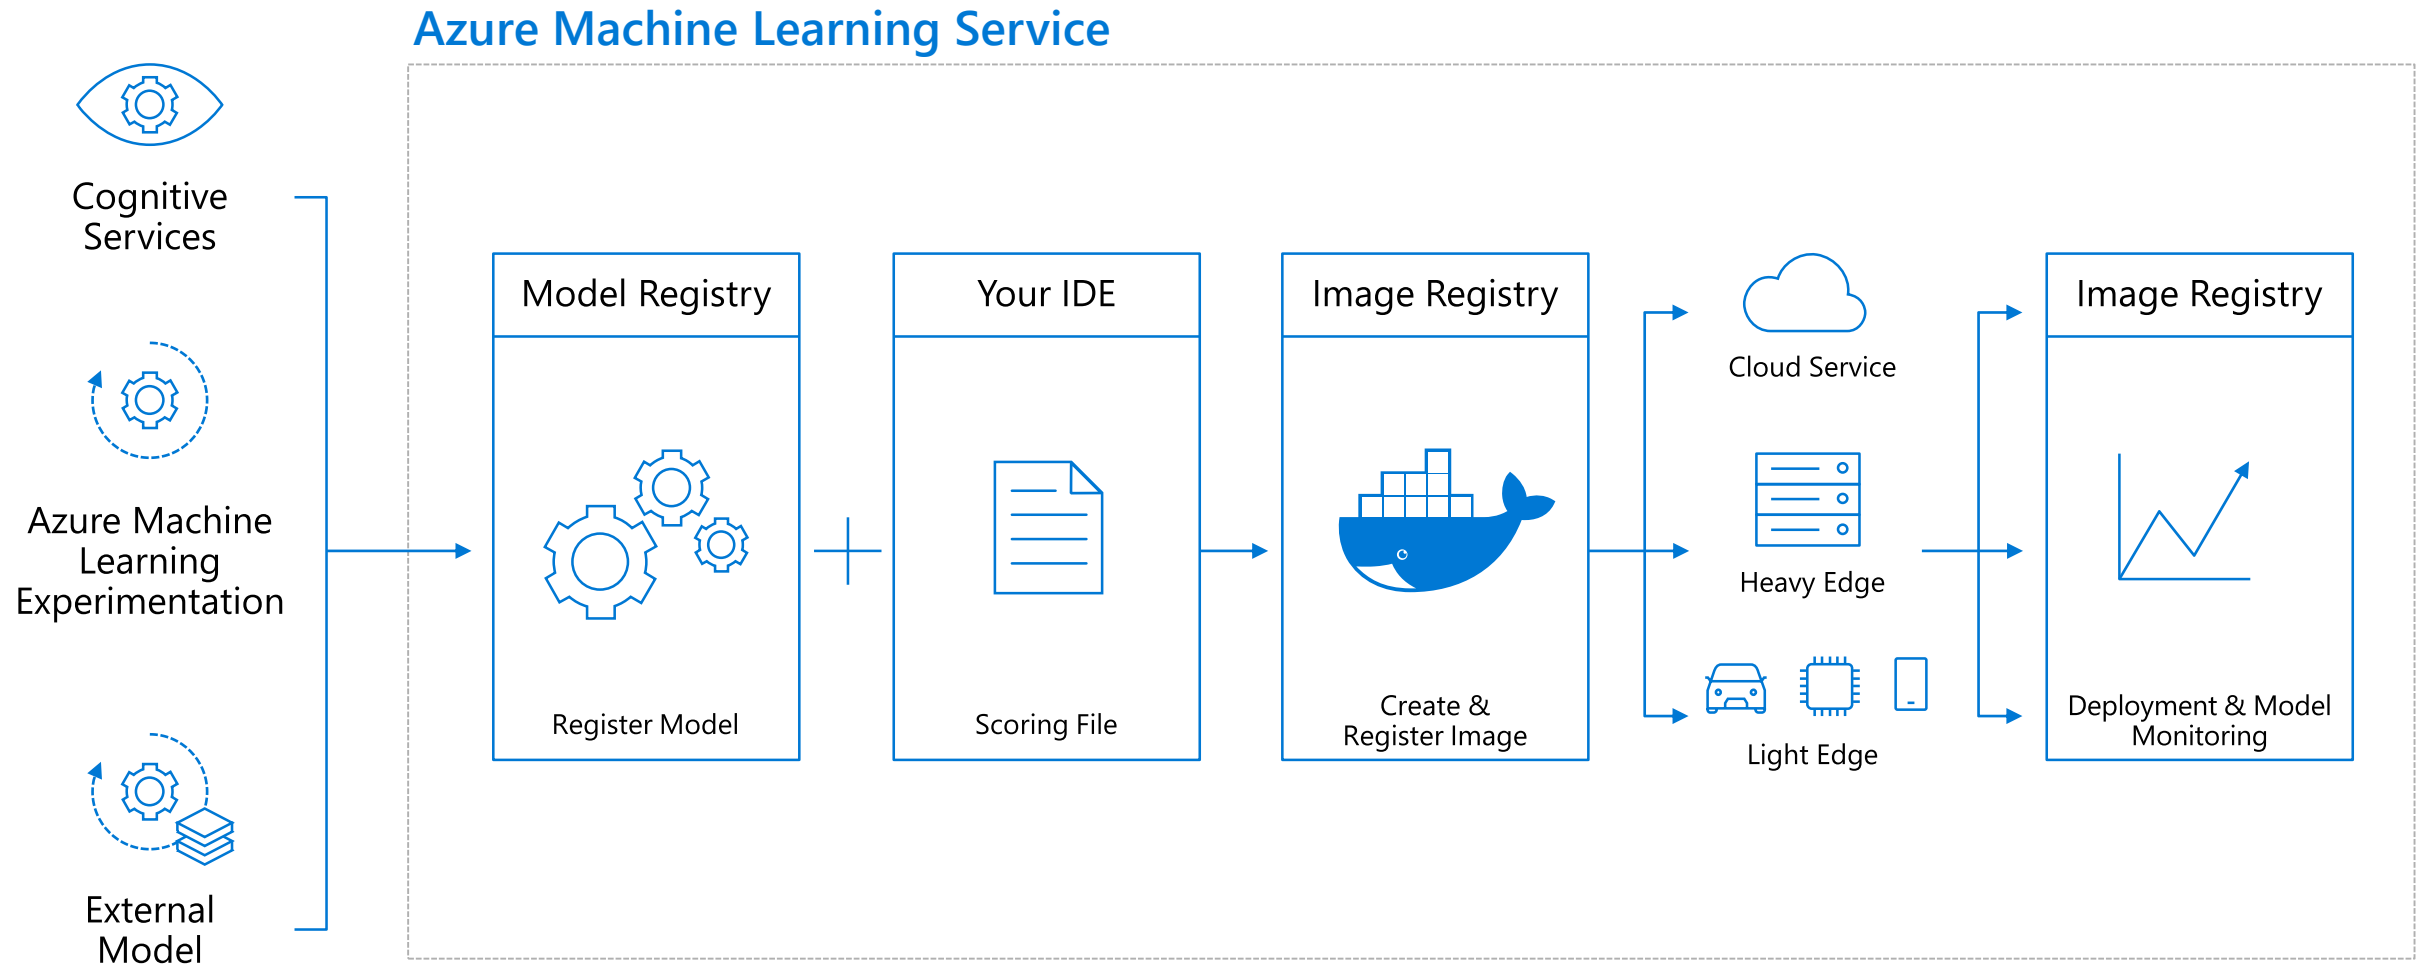 Azure Machine Learning Service
Cognitive
Services
Azure Machine
Learning
Experimentation
External
Model
Model Registry
Register Model
Your IDE
Scoring File
Image Registry
Create &
Register Image
Cloud Service
Heavy Edge
Light Edge
Image Registry
Deployment & Model
Monitoring